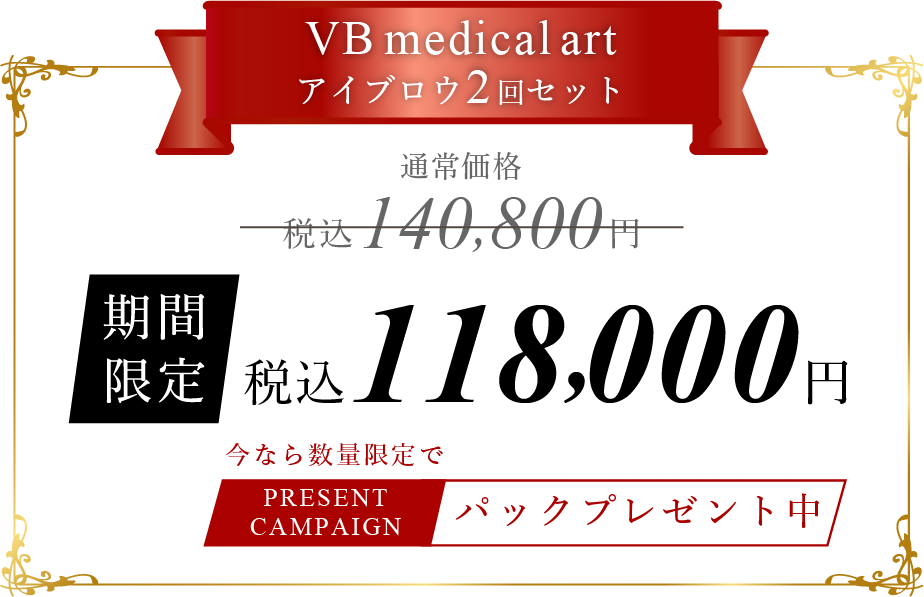 VB medical art
アイブロウ2回セット
通常価格
税込140,800円
期間
限定
税込118,000円
今なら数量限定で
PRESENT
CAMPAIGN
パックプレゼント中